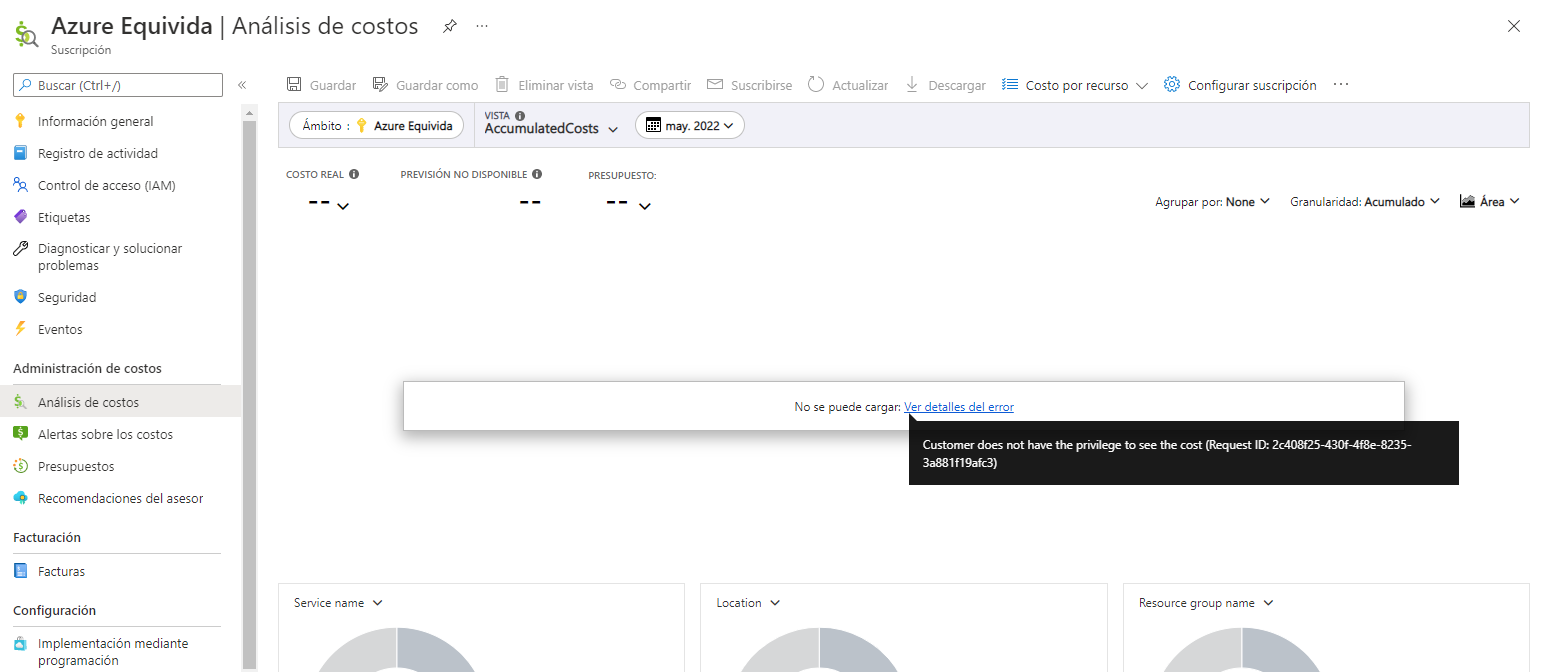 Azure Equivida | Análisis de costos
Suscripción
Buscar (Ctrl+/)
Información general
Registro de actividad
Control de acceso (IAM)
Etiquetas
Diagnosticar y solucionar
problemas
Seguridad
Eventos
Administración de costos
Análisis de costos
Alertas sobre los costos
Presupuestos
Recomendaciones del asesor
Facturación
Facturas
Configuración
Implementación mediante
programación
Guardar Guardar como Eliminar vista Compartir Suscribirse Actualizar Descargar Costo por recurso Configurar suscripción
Ámbito : Azure Equivida
VISTA
AccumulatedCosts
may. 2022
COSTO REAL PREVISIÓN NO DISPONIBLE PRESUPUESTO:
-- -- --
Agrupar por: None Granularidad: Acumulado Área
No se puede cargar: Ver detalles del error
Customer does not have the privilege to see the cost (Request ID: 2c408f25-430f-4f8e-8235-
3a881f19afc3)
Service name Location Resource group name